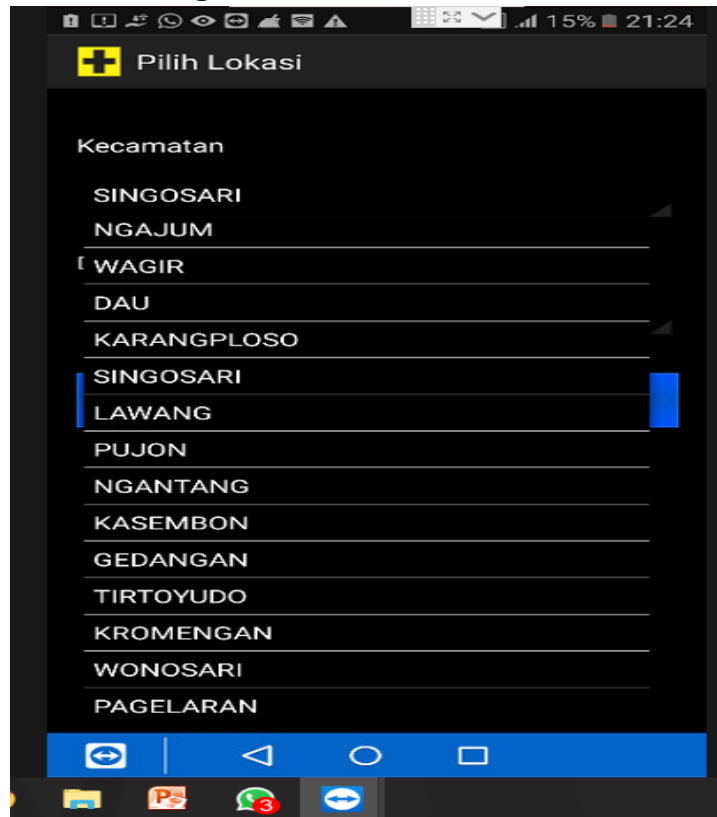 15% 21:24
Pilih Lokasi
Kecamatan
SINGOSARI
NGAJUM
[ WAGIR
DAU
KARANGPLOSO
SINGOSARI
LAWANG
PUJON
NGANTANG
KASEMBON
GEDANGAN
TIRTOYUDO
KROMENGAN
WONOSARI
PAGELARAN
3